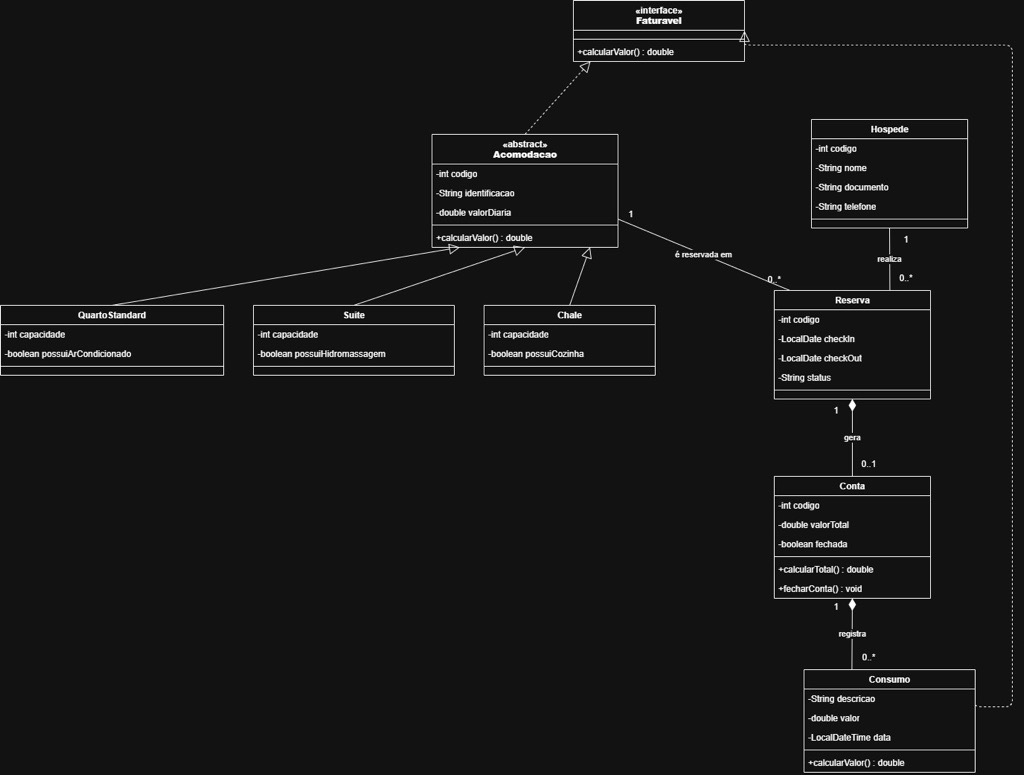 «interface»
Faturavel
+calcularValor() : double
«abstract»
Acomodacao
-int codigo
-String identificacao
-double valorDiaria
+calcularValor() : double
Hospede
-int codigo
-String nome
-String documento
-String telefone
1
é reservada em
0..*
1
realiza
0..*
QuartoStandard
-int capacidade
-boolean possuiArCondicionado
Suite
-int capacidade
-boolean possuiHidromassagem
Chale
-int capacidade
-boolean possuiCozinha
Reserva
-int codigo
-LocalDate checkIn
-LocalDate checkOut
-String status
1
gera
0..1
Conta
-int codigo
-double valorTotal
-boolean fechada
+calcularTotal() : double
+fecharConta() : void
1
registra
0..*
Consumo
-String descricao
-double valor
-LocalDateTime data
+calcularValor() : double